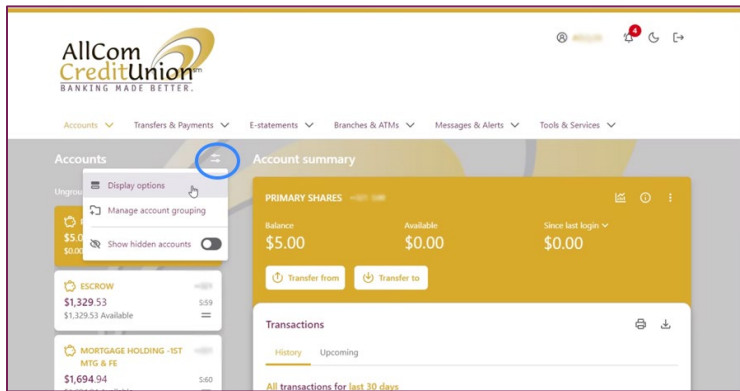 AllCom
CreditUnion℠
BANKING MADE BETTER.
4
Accounts
Transfers & Payments
E-statements
Branches & ATMs
Messages & Alerts
Tools & Services
Accounts
Display options
Manage account grouping
Show hidden accounts
ESCROW
$1,329.53
S:59
$1,329.53 Available
MORTGAGE HOLDING -1ST
MTG & FE
$1,694.94
S:60
Account summary
PRIMARY SHARES
Balance
Available
Since last login
$5.00
$0.00
$0.00
Transfer from
Transfer to
Transactions
History
Upcoming
All transactions for last 30 days